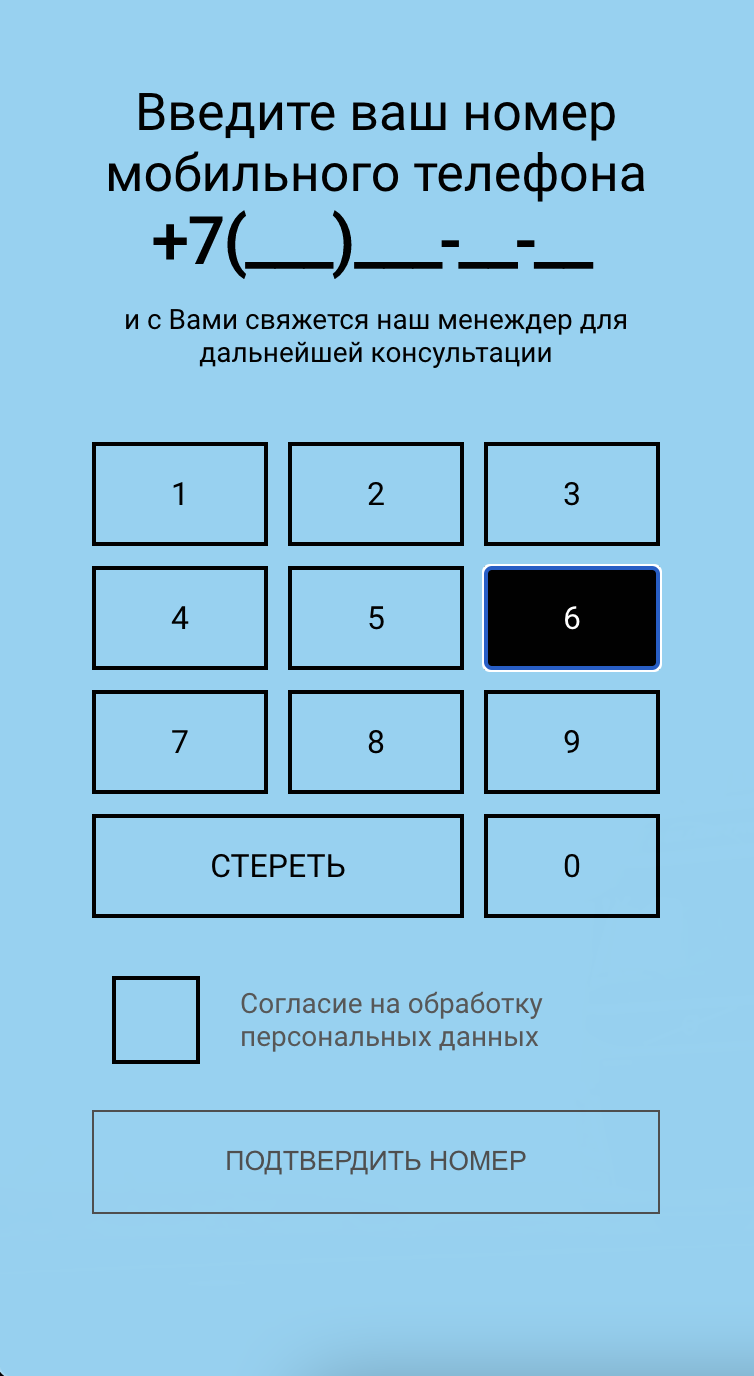 Введите ваш номер
мобильного телефона
+7(___)___-__-__
и с Вами свяжется наш менеждер для
дальнейшей консультации
1 2 3
4 5 6
7 8 9
СТЕРЕТЬ 0
Согласие на обработку
персональных данных
ПОДТВЕРДИТЬ НОМЕР